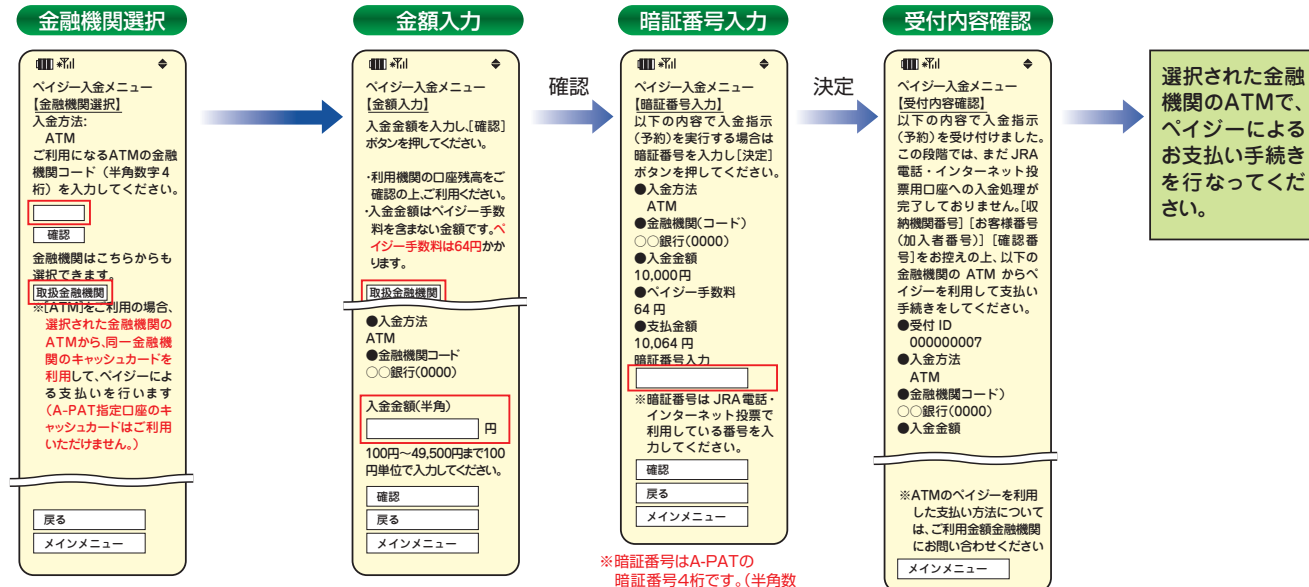 金融機関選択
ペイジー入金メニュー
【金融機関選択】
入金方法:
ATM
ご利用になるATMの金融
機関コード（半角数字4
桁）を入力してください。
確認
金融機関はこちらからも
選択できます。
取扱金融機関
※[ATM]をご利用の場合、
選択された金融機関の
ATMから、同一金融機
関のキャッシュカードを
利用して、ペイジーによ
る支払いを行います
（A-PAT指定口座のキ
ャッシュカードはご利用
いただけません。）
戻る
メインメニュー
金額入力
ペイジー入金メニュー
【金額入力】
入金金額を入力し、[確認]
ボタンを押してください。
・利用機関の口座残高をご
確認の上、ご利用ください。
・入金金額はペイジー手数
料を含まない金額です。ペ
イジー手数料は64円かか
ります。
取扱金融機関
●入金方法
ATM
●金融機関コード
○○銀行(0000)
入金金額(半角)
円
100円～49,500円まで100
円単位で入力してください。
確認
戻る
メインメニュー
確認
暗証番号入力
ペイジー入金メニュー
【暗証番号入力】
以下の内容で入金指示
(予約)を実行する場合は
暗証番号を入力し[決定]
ボタンを押してください。
●入金方法
ATM
●金融機関(コード)
○○銀行(0000)
●入金金額
10,000円
●ペイジー手数料
64 円
●支払金額
10,064 円
暗証番号入力
※暗証番号は JRA電話・
インターネット投票で
利用している番号を入
力してください。
確認
戻る
メインメニュー
※暗証番号はA-PATの
暗証番号4桁です。（半角数
決定
受付内容確認
ペイジー入金メニュー
【受付内容確認】
以下の内容で入金指示
(予約)を受け付けました。
この段階では、まだ JRA
電話・インターネット投
票用口座への入金処理が
完了しておりません。[収
納機関番号] [お客様番号
(加入者番号)] [確認番
号]をお控えの上、以下の
金融機関の ATM からペ
イジーを利用して支払い
手続きをしてください。
●受付 ID
000000007
●入金方法
ATM
●金融機関コード)
○○銀行(0000)
●入金金額
※ATMのペイジーを利用
した支払い方法について
は、ご利用金額金融機関
にお問い合わせください
メインメニュー
選択された金融
機関のATMで、
ペイジーによる
お支払い手続き
を行なってくだ
さい。